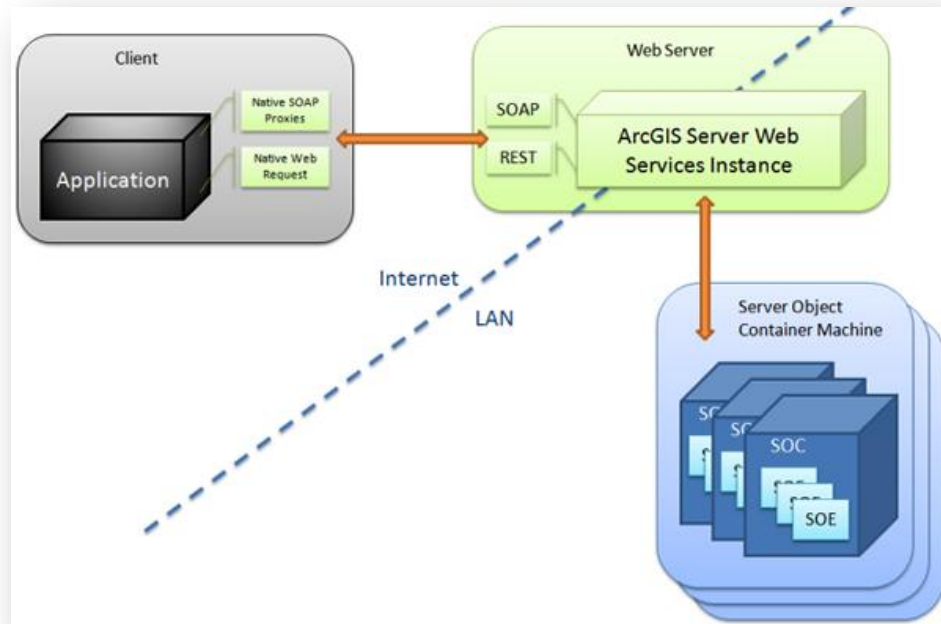 Client
Native SOAP
Proxies
Native Web
Request
Application
Web Server
SOAP
REST
ArcGIS Server Web
Services Instance
Internet
LAN
Server Object
Container Machine
SOC
SOE